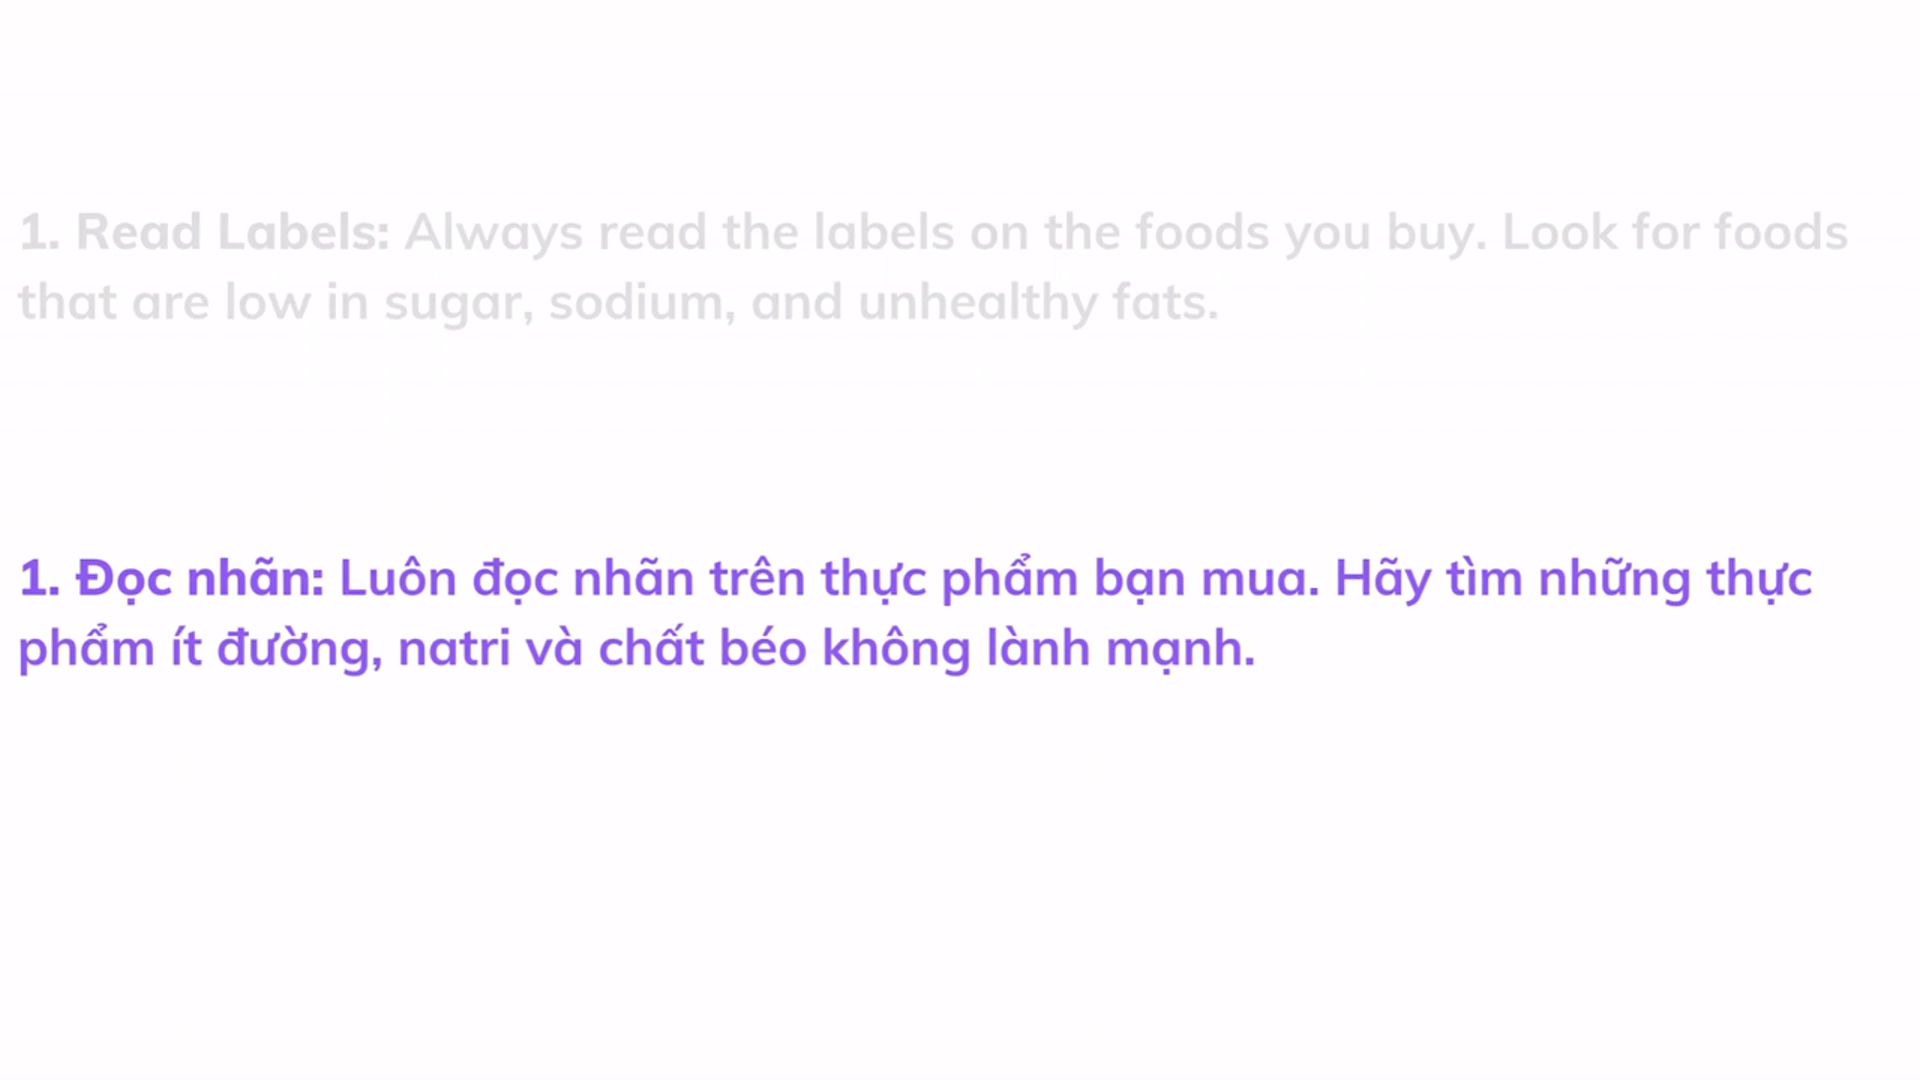 1. Read Labels: Always read the labels on the foods you buy. Look for foods
that are low in sugar, sodium, and unhealthy fats.
1. Đọc nhãn: Luôn đọc nhãn trên thực phẩm bạn mua. Hãy tìm những thực
phẩm ít đường, natri và chất béo không lành mạnh.